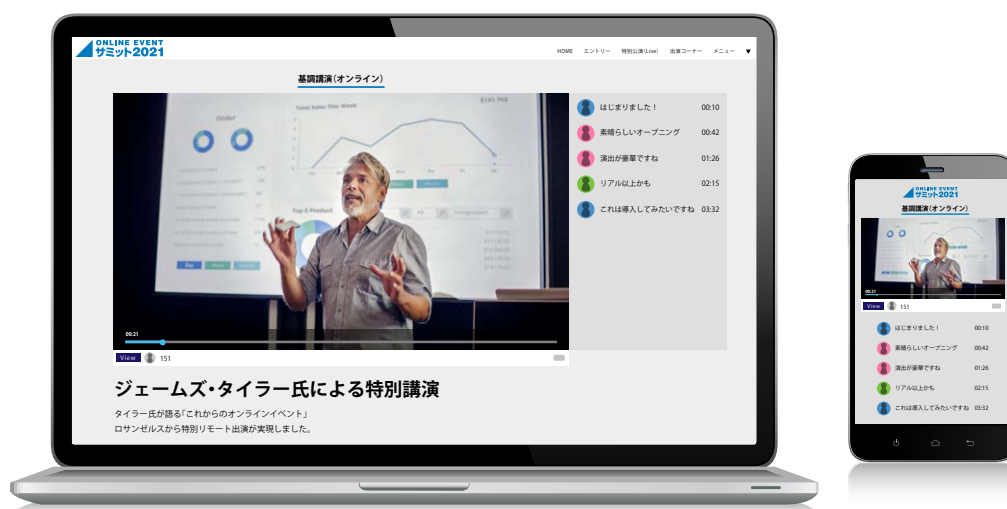 ONLINE EVENT
サミット2021
HOME エントリー 特別公演(Live) 出演コーナー メニュー ▼
基調講演(オンライン)
Order
Total Sales This Week
Top 5 Product
00:21
View 151
はじまりました! 00:10
素晴らしいオープニング 00:42
演出が豪華ですね 01:26
リアル以上かも 02:15
これは導入してみたいですね 03:32
ジェームズ・タイラー氏による特別講演
タイラー氏が語る「これからのオンラインイベント」
ロサンゼルスから特別リモート出演が実現しました。
ONLINE EVENT
サミット2021
基調講演(オンライン)
00:21
View 151
はじまりました! 00:10
素晴らしいオープニング 00:42
演出が豪華ですね 01:26
リアル以上かも 02:15
これは導入してみたいですね 03:32